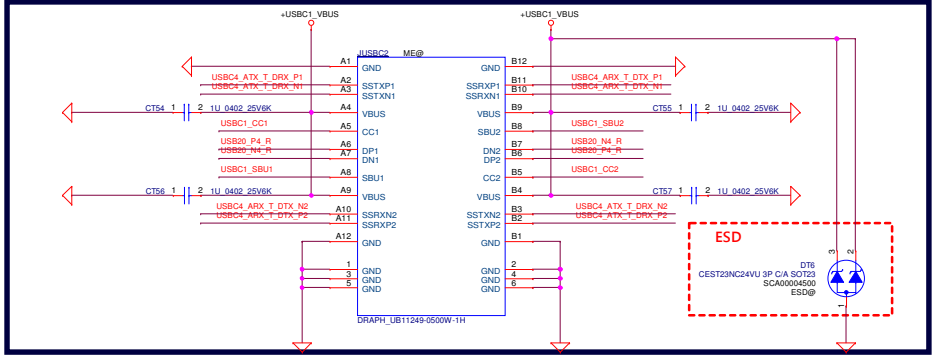 +USBC1_VBUS
+USBC1_VBUS
JUSBC2 ME@
A1 GND GND B12
USBC4_ATX_T_DRX_P1 A2 SSTXP1 SSRXP1 B11 USBC4_ARX_T_DTX_P1
USBC4_ATX_T_DRX_N1 A3 SSTXN1 SSRXN1 B10 USBC4_ARX_T_DTX_N1
CT54 1 2 1U_0402_25V6K A4 VBUS VBUS B9 CT55 1 2 1U_0402_25V6K
USBC1_CC1 A5 CC1 SBU2 B8 USBC1_SBU2
USB20_P4_R A6 DP1 DN2 B7 USB20_N4_R
USB20_N4_R A7 DN1 DP2 B6 USB20_P4_R
USBC1_SBU1 A8 SBU1 CC2 B5 USBC1_CC2
CT56 1 2 1U_0402_25V6K A9 VBUS VBUS B4 CT57 1 2 1U_0402_25V6K
USBC4_ARX_T_DTX_N2 A10 SSRXN2 SSTXN2 B3 USBC4_ATX_T_DRX_N2
USBC4_ARX_T_DTX_P2 A11 SSRXP2 SSTXP2 B2 USBC4_ATX_T_DRX_P2
A12 GND GND B1
1 GND GND 2
3 GND GND 4
5 GND GND 6
DRAPH_UB11249-0500W-1H
ESD
3 2
DT6
CEST23NC24VU 3P C/A SOT23
SCA00004500
ESD@
1